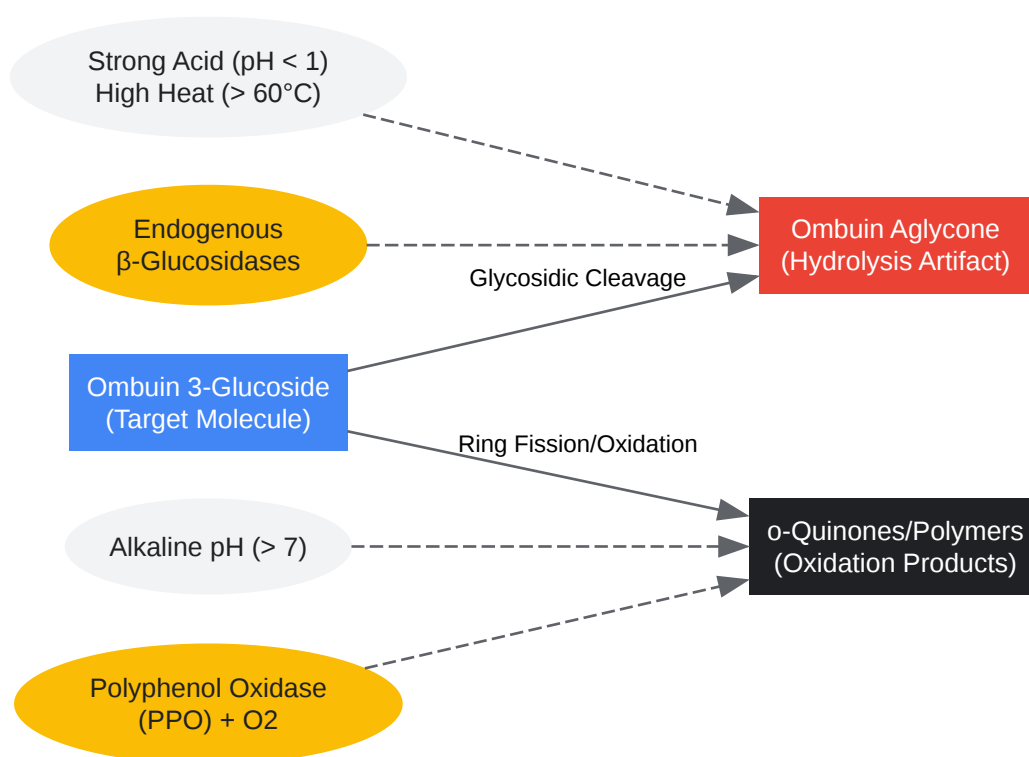 Strong Acid (pH < 1)
High Heat (> 60°C)
Endogenous
β-Glucosidases
Ombuin Aglycone
(Hydrolysis Artifact)
Glycosidic Cleavage
Ombuin 3-Glucoside
(Target Molecule)
Ring Fission/Oxidation
Alkaline pH (> 7)
o-Quinones/Polymers
(Oxidation Products)
Polyphenol Oxidase
(PPO) + O2